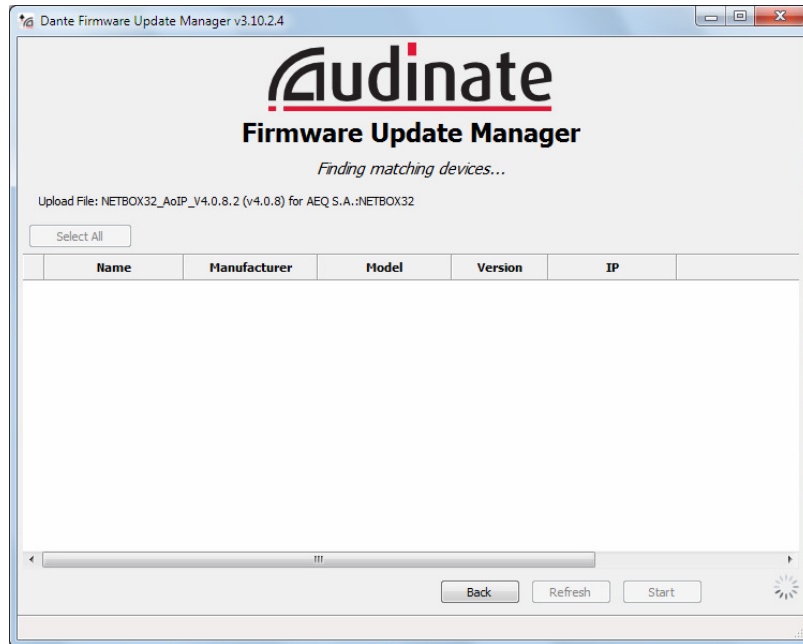 Dante Firmware Update Manager v3.10.2.4
Audinate
Firmware Update Manager
Finding matching devices...
Upload File: NETBOX32_AoIP_V4.0.8.2 (v4.0.8) for AEQ S.A.:NETBOX32
Select All
Name Manufacturer Model Version IP
Back Refresh Start